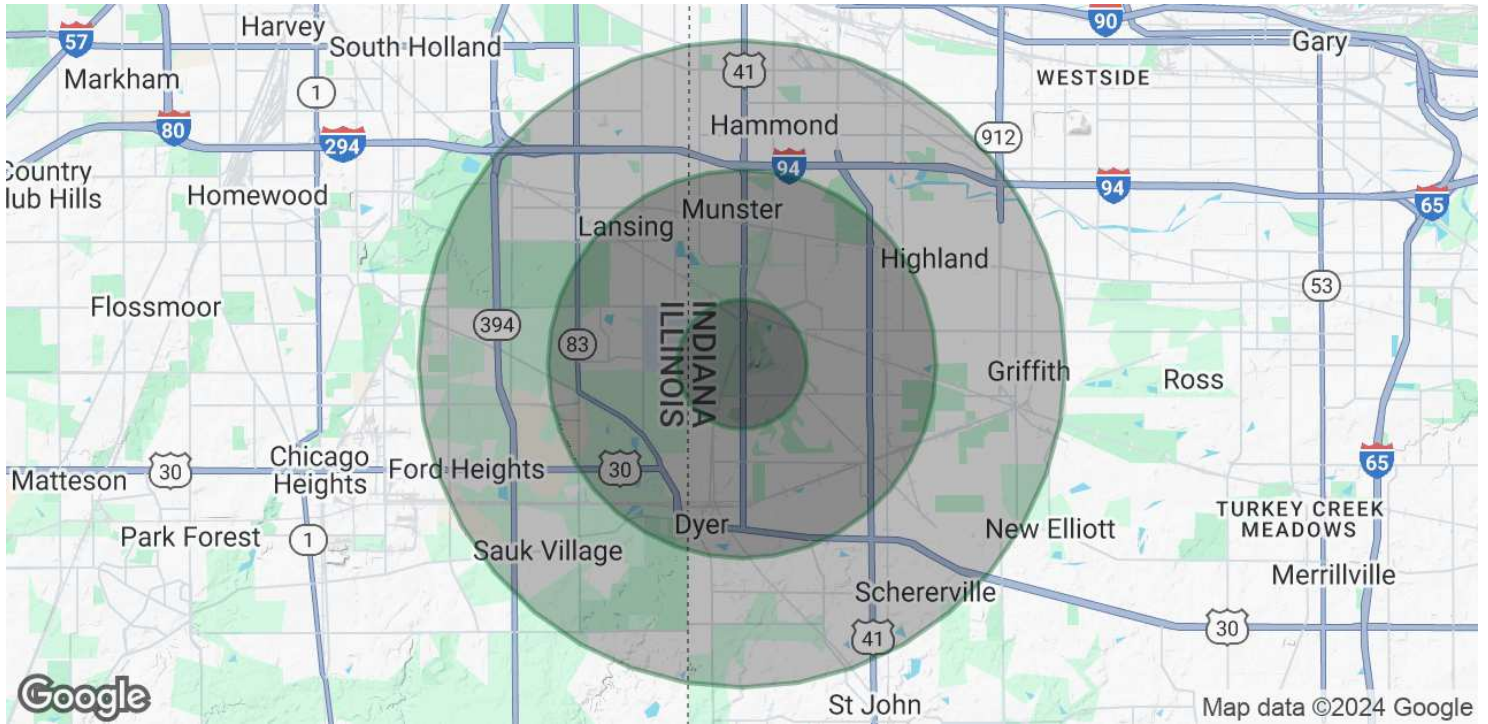 90
57
Harvey
South Holland
Gary
41
Markham
WESTSIDE
1
80
294
Hammond
912
94
94
Country
lub Hills
Homewood
65
Munster
Lansing
Highland
53
Flossmoor
INDIANA
ILLINOIS
394
83
Griffith
Ross
Chicago
Heights
Matteson
30
Ford Heights
30
65
TURKEY CREEK
MEADOWS
Park Forest
1
Dyer
New Elliott
Sauk Village
Merrillville
Schererville
41
30
Google
St John
Map data ©2024 Google